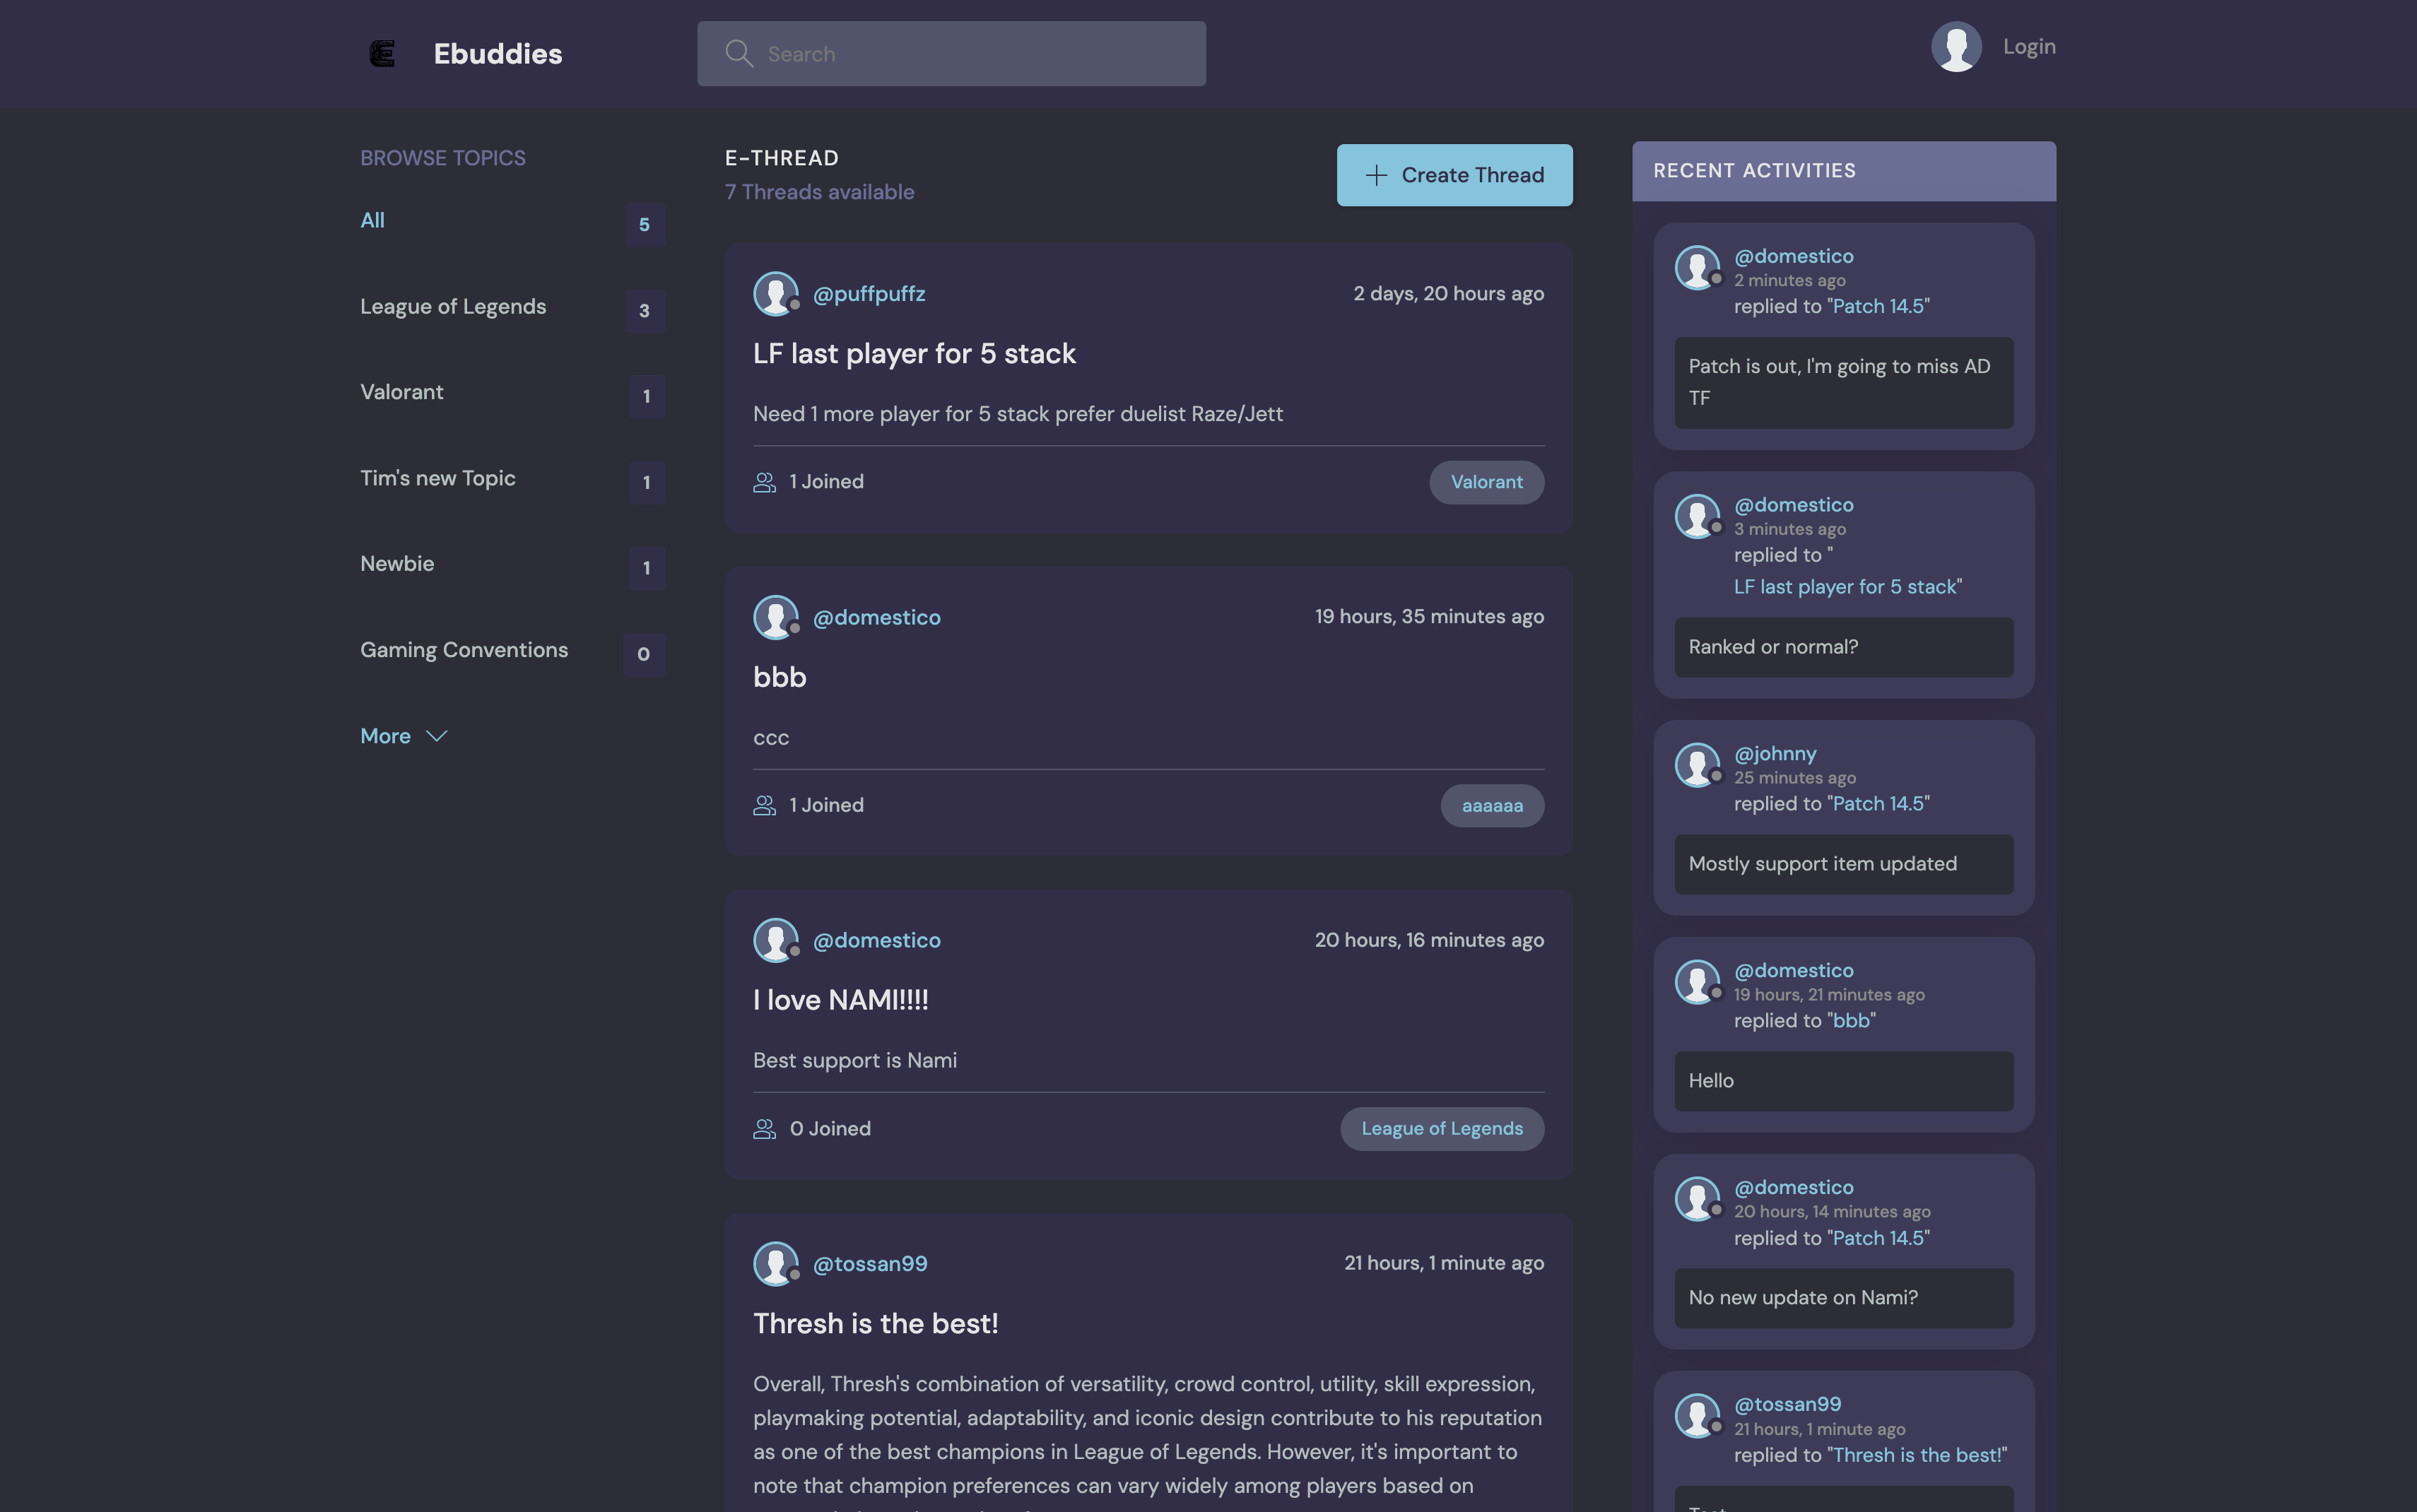 Ebuddies
Search
Login
BROWSE TOPICS
All
5
League of Legends
3
Valorant
1
Tim's new Topic
1
Newbie
1
Gaming Conventions
0
More
E-THREAD
7 Threads available
Create Thread
@puffpuffz
2 days, 20 hours ago
LF last player for 5 stack
Need 1 more player for 5 stack prefer duelist Raze/Jett
1 Joined
Valorant
@domestico
19 hours, 35 minutes ago
bbb
ccc
1 Joined
aaaaaa
@domestico
20 hours, 16 minutes ago
I love NAMI!!!!
Best support is Nami
0 Joined
League of Legends
@tossan99
21 hours, 1 minute ago
Thresh is the best!
Overall, Thresh's combination of versatility, crowd control, utility, skill expression,
playmaking potential, adaptability, and iconic design contribute to his reputation
as one of the best champions in League of Legends. However, it's important to
note that champion preferences can vary widely among players based on
RECENT ACTIVITIES
@domestico
2 minutes ago
replied to "Patch 14.5"
Patch is out, I'm going to miss AD
TF
@domestico
3 minutes ago
replied to "
LF last player for 5 stack"
Ranked or normal?
@johnny
25 minutes ago
replied to "Patch 14.5"
Mostly support item updated
@domestico
19 hours, 21 minutes ago
replied to "bbb"
Hello
@domestico
20 hours, 14 minutes ago
replied to "Patch 14.5"
No new update on Nami?
@tossan99
21 hours, 1 minute ago
replied to "Thresh is the best!"